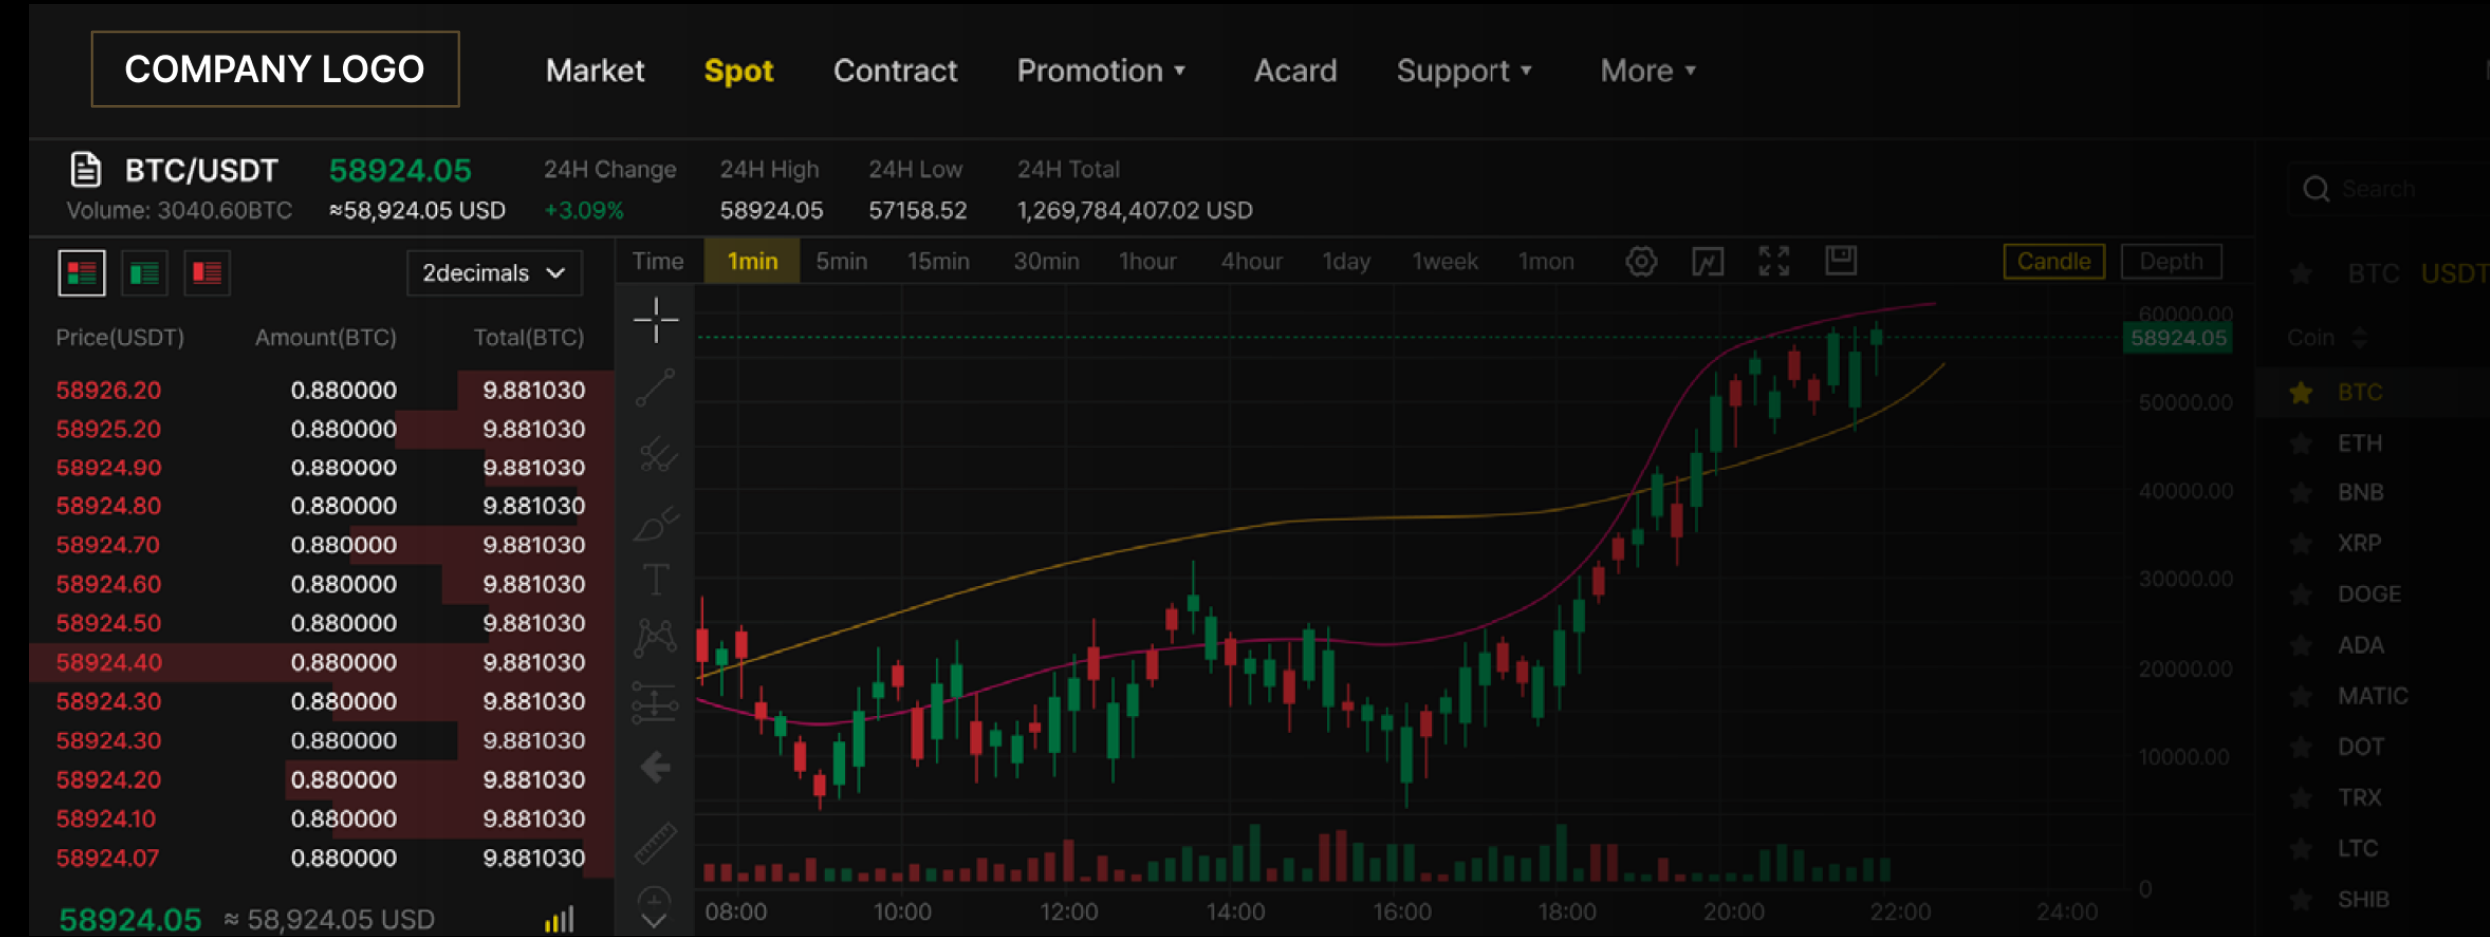 COMPANY LOGO
Market Spot Contract Promotion ▾ Acard Support ▾ More ▾
BTC/USDT 58924.05 24H Change 24H High 24H Low 24H Total
Volume: 3040.60BTC ≈58,924.05 USD +3.09% 58924.05 57158.52 1,269,784,407.02 USD
Search
2decimals
Time 1min 5min 15min 30min 1hour 4hour 1day 1week 1mon Candle Depth
BTC USDT
Price(USDT) Amount(BTC) Total(BTC)
58926.20 0.880000 9.881030
58925.20 0.880000 9.881030
58924.90 0.880000 9.881030
58924.80 0.880000 9.881030
58924.70 0.880000 9.881030
58924.60 0.880000 9.881030
58924.50 0.880000 9.881030
58924.40 0.880000 9.881030
58924.30 0.880000 9.881030
58924.30 0.880000 9.881030
58924.20 0.880000 9.881030
58924.10 0.880000 9.881030
58924.07 0.880000 9.881030
58924.05 ≈ 58,924.05 USD
T
60000.00
58924.05
50000.00
40000.00
30000.00
20000.00
10000.00
0
08:00 10:00 12:00 14:00 16:00 18:00 20:00 22:00 24:00
Coin
BTC
ETH
BNB
XRP
DOGE
ADA
MATIC
DOT
TRX
LTC
SHIB